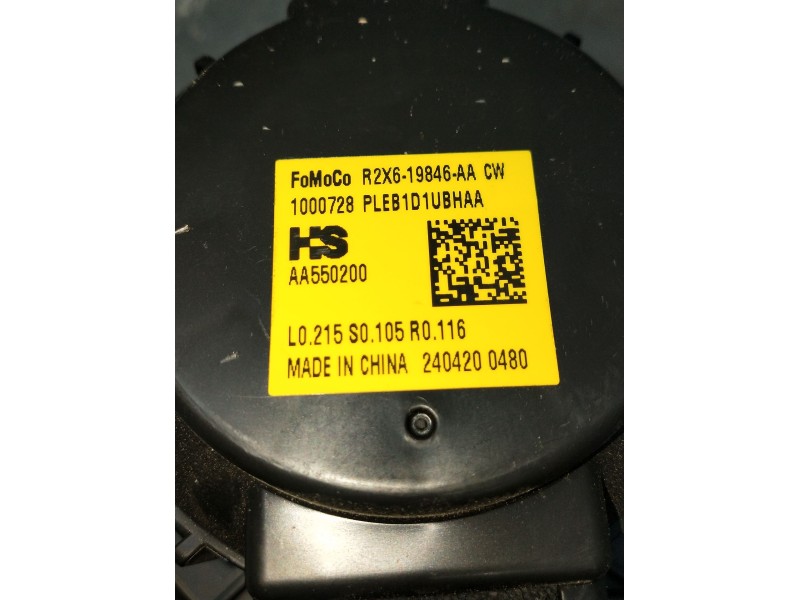 FoMoCo R2X6-19846-AA CW
1000728 PLEB1D1UBHAA
HS
AA550200
L0.215 S0.105 R0.116
MADE IN CHINA 240420 0480